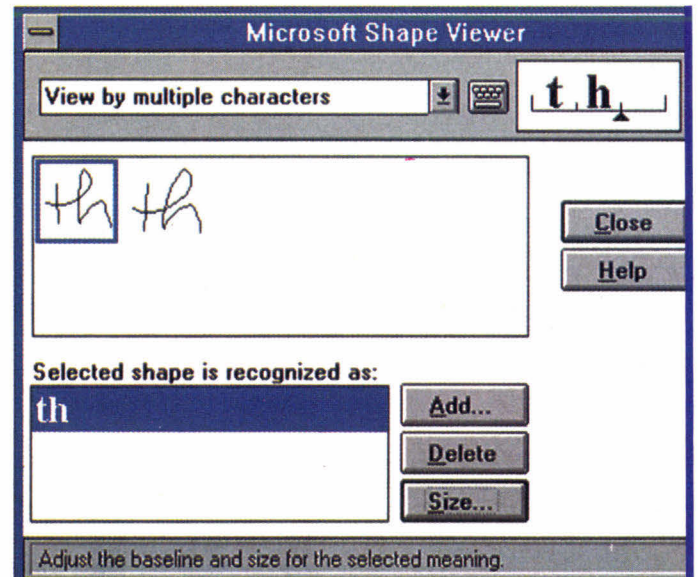 Microsoft Shape Viewer
View by multiple characters
t h
th th
Close
Help
Selected shape is recognized as:
th
Add...
Delete
Size...
Adjust the baseline and size for the selected meaning.